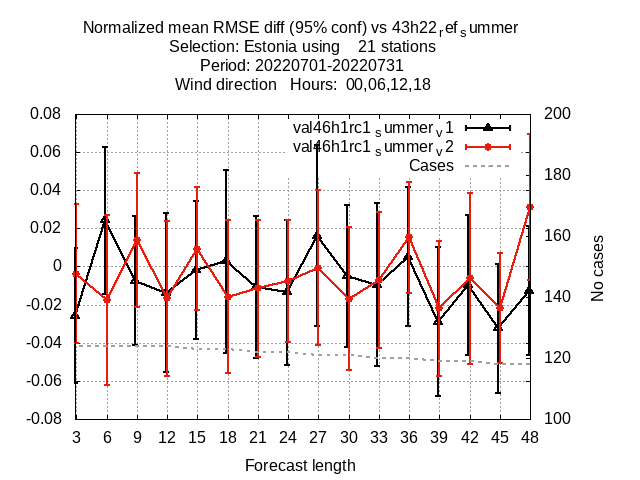 Normalized mean RMSE diff (95% conf) vs 43h22refsummer
Selection: Estonia using 21 stations
Period: 20220701-20220731
Wind direction Hours: 00,06,12,18
0.08
0.06
0.04
0.02
0
-0.02
-0.04
-0.06
-0.08
val46h1rc1summerv1
val46h1rc1summerv2
Cases
200
180
160
140
120
100
No cases
3 6 9 12 15 18 21 24 27 30 33 36 39 42 45 48
Forecast length